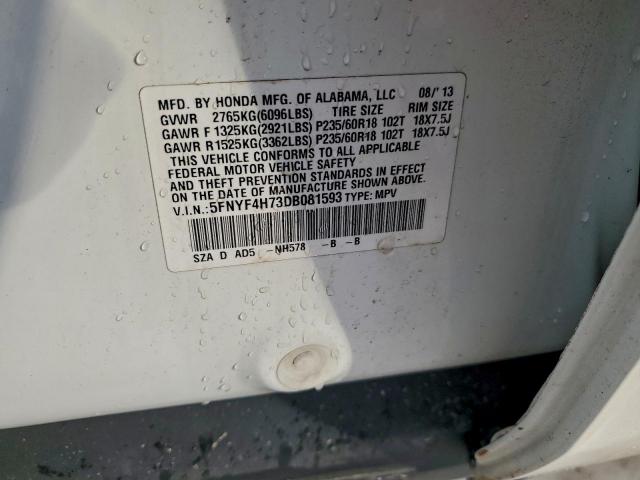 MFD. BY HONDA MFG. OF ALABAMA, LLC 08/'13
GVWR 2765KG(6096LBS) TIRE SIZE RIM SIZE
GAWR F 1325KG(2921LBS) P235/60R18 102T 18X7.5J
GAWR R 1525KG(3362LBS) P235/60R18 102T 18X7.5J
THIS VEHICLE CONFORMS TO ALL APPLICABLE
FEDERAL MOTOR VEHICLE SAFETY
AND THEFT PREVENTION STANDARDS IN EFFECT
ON THE DATE OF MANUFACTURE SHOWN ABOVE.
V.I.N.: 5FNYF4H73DB081593 TYPE: MPV
SZA D AD5 -NH578 -B -B